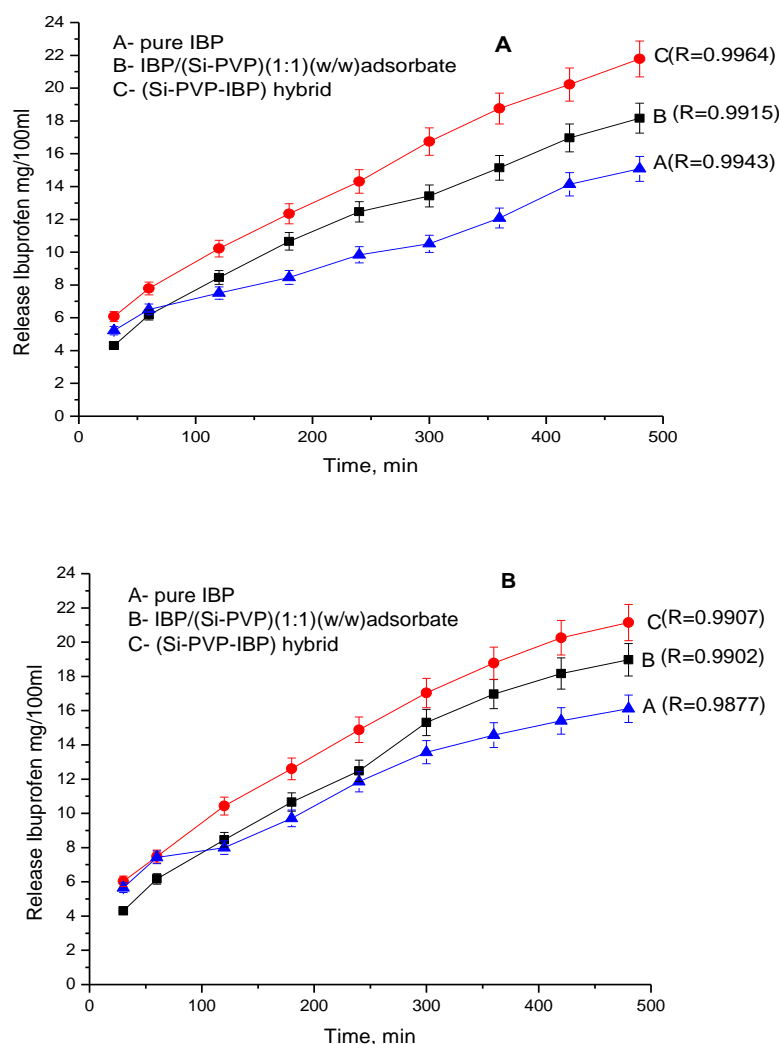 A- pure IBP
B- IBP/(Si-PVP)(1:1)(w/w)adsorbate
C- (Si-PVP-IBP) hybrid
A
C(R=0.9964)
B (R=0.9915)
A(R=0.9943)
Release Ibuprofen mg/100ml
24
22
20
18
16
14
12
10
8
6
4
2
0
0 100 200 300 400 500
Time, min
A- pure IBP
B- IBP/(Si-PVP)(1:1)(w/w)adsorbate
C- (Si-PVP-IBP) hybrid
B
C(R=0.9907)
B (R=0.9902)
A (R=0.9877)
Release Ibuprofen mg/100ml
24
22
20
18
16
14
12
10
8
6
4
2
0
0 100 200 300 400 500
Time, min